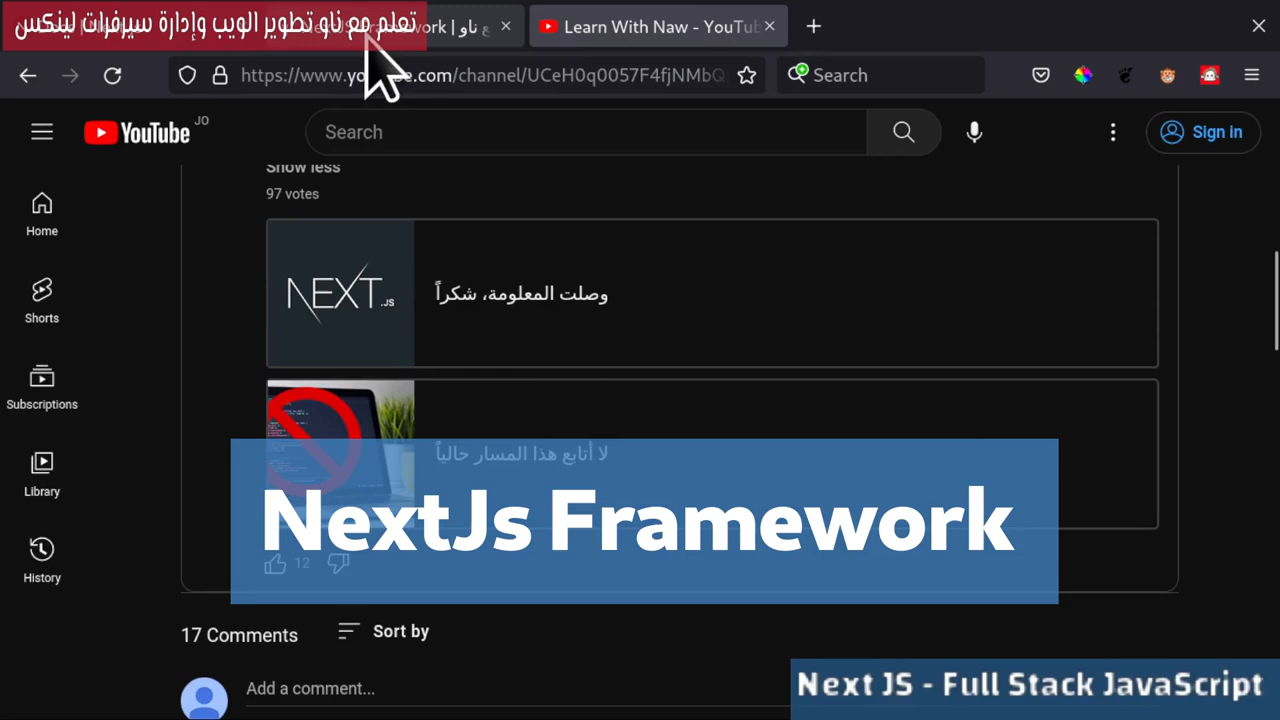 تعلم مع ناو تطوير الويب وإدارة سيرفرات لينكس
Learn With Naw - YouTub
https://www.youtube.com/channel/UCeH0q0057F4fjNMbQ
Search
YouTube
JO
Search
Sign in
Home
Shorts
Subscriptions
Library
History
Show less
97 votes
NEXT.JS
وصلت المعلومة، شكراً
لا أتابع هذا المسار حالياً
NextJs Framework
12
17 Comments
Sort by
Add a comment...
Next JS - Full Stack JavaScript